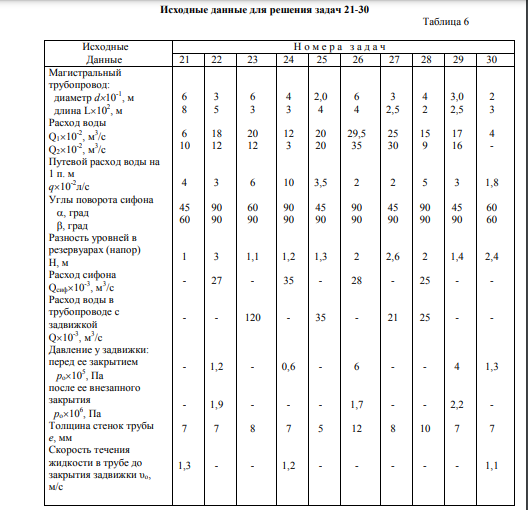 Исходные данные для решения задач 21-30
Таблица 6
Исходные Данные | Н о м е р а з а д а ч
21 22 23 24 25 26 27 28 29 30
Магистральный
трубопровод:
диаметр d×10⁻¹, м 6 3 6 4 2,0 6 3 4 3,0 2
длина L×10², м 8 5 3 3 4 4 2,5 2 2,5 3
Расход воды
Q₁×10⁻², м³/с 6 18 20 12 20 29,5 25 15 17 4
Q₂×10⁻², м³/с 10 12 12 3 20 35 30 9 16 -
Путевой расход воды на
1 п. м
q×10⁻²л/с 4 3 6 10 3,5 2 2 5 3 1,8
Углы поворота сифона
α, град 45 90 60 90 45 90 45 90 45 60
β, град 60 90 90 90 90 90 90 90 90 60
Разность уровней в
резервуарах (напор)
Н, м 1 3 1,1 1,2 1,3 2 2,6 2 1,4 2,4
Расход сифона
Qсиф×10⁻³, м³/с - 27 - 35 - 28 - 25 - -
Расход воды в
трубопроводе с
задвижкой
Q×10⁻³, м³/с - - 120 - 35 - 21 25 - -
Давление у задвижки:
перед ее закрытием
pо×10⁵, Па - 1,2 - 0,6 - 6 - - 4 1,3
после ее внезапного
закрытия
pо×10⁶, Па - 1,9 - - - 1,7 - - 2,2 -
Толщина стенок трубы
е, мм 7 7 8 7 5 12 8 10 7 7
Скорость течения
жидкости в трубе до
закрытия задвижки υо,
м/с 1,3 - - 1,2 - - - - - 1,1